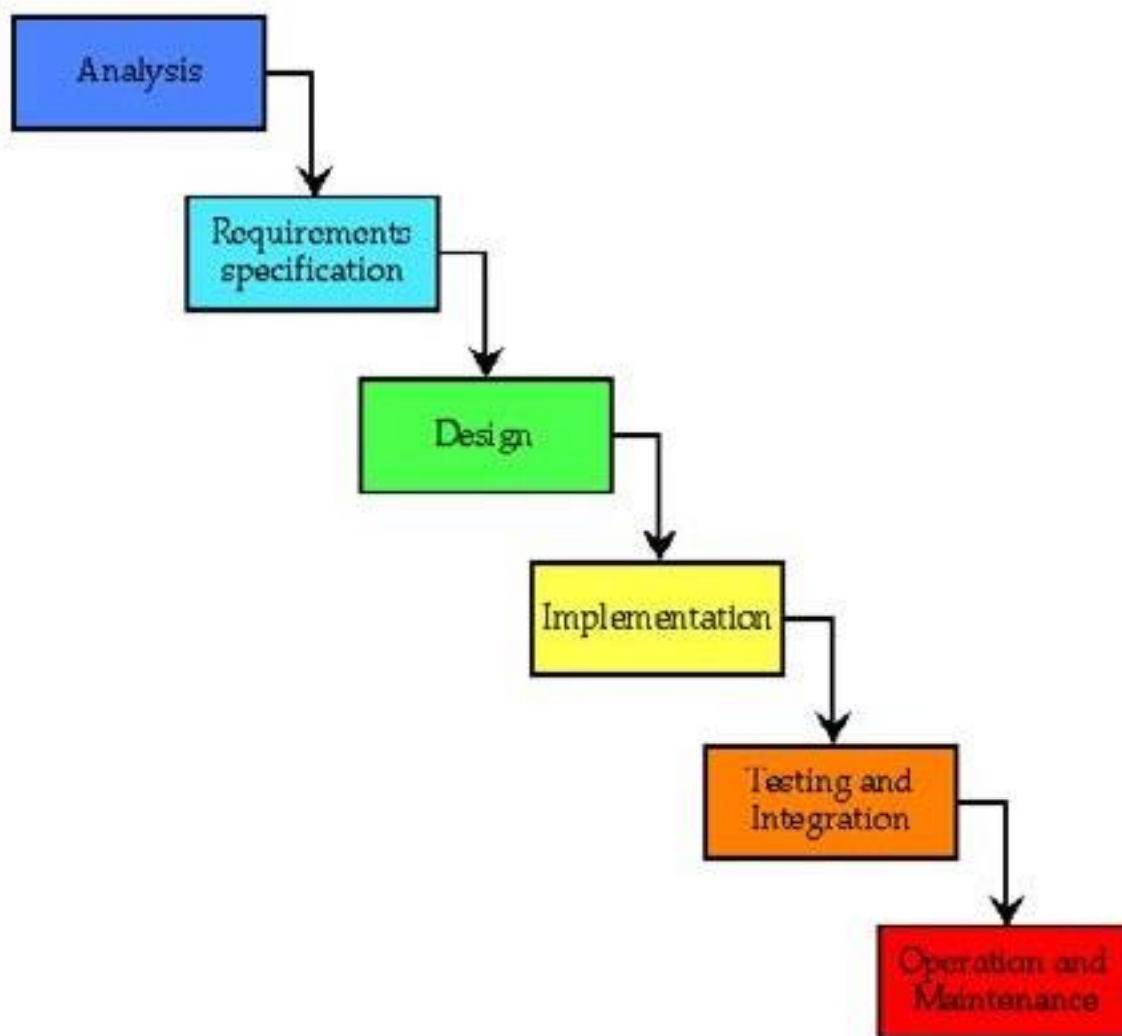 Analysis
Requirements
specification
Design
Implementation
Testing and
Integration
Operation and
Maintenance